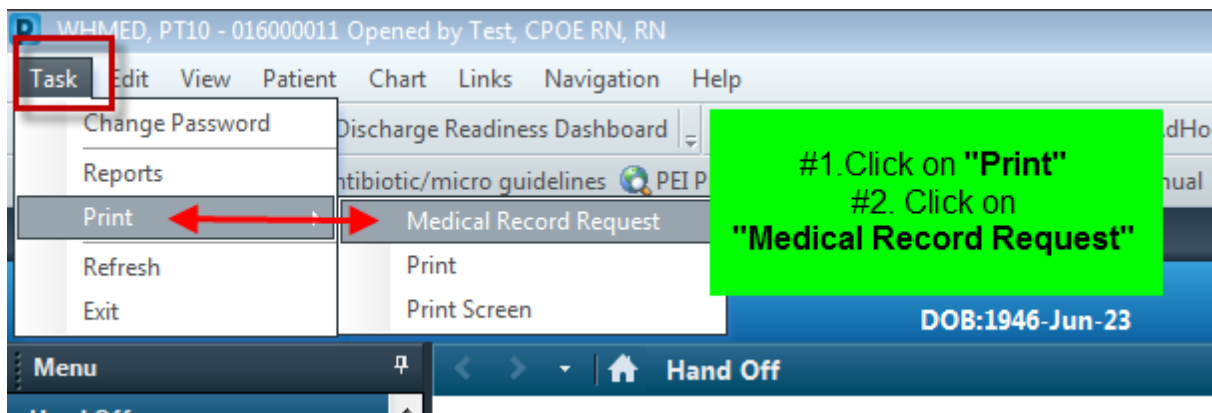 WHMED, PT10 - 016000011 Opened by Test, CPOE RN, RN
Task Edit View Patient Chart Links Navigation Help
Change Password
Discharge Readiness Dashboard
Reports
guidelines
PEI P
Print
Medical Record Request
Refresh
Print
Exit
Print Screen
#1.Click on "Print"
#2. Click on
"Medical Record Request"
DOB:1946-Jun-23
Menu
Hand Off